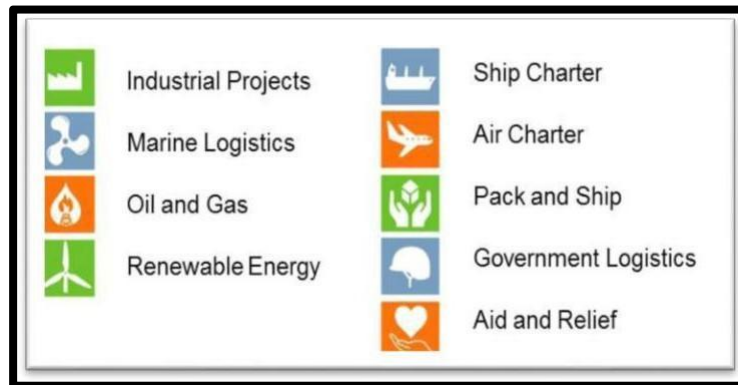 Industrial Projects
Marine Logistics
Oil and Gas
Renewable Energy
Ship Charter
Air Charter
Pack and Ship
Government Logistics
Aid and Relief